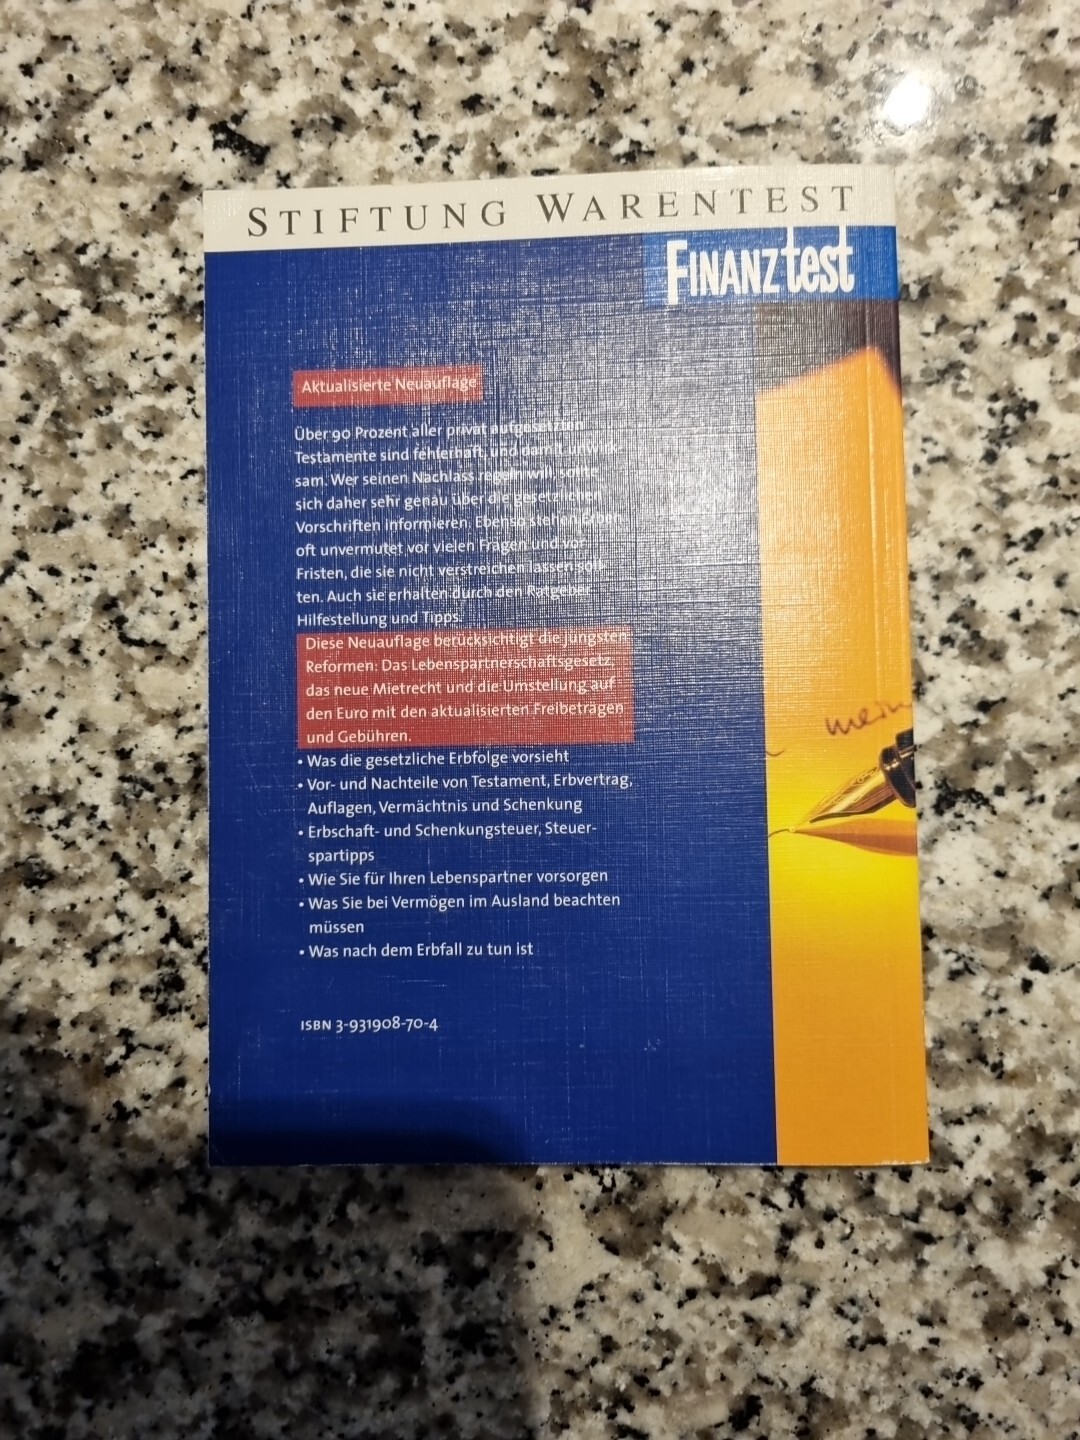 STIFTUNG WARENTEST
FINANZtest
Aktualisierte Neuauflage
Über 90 Prozent aller privat aufgesetzten
Testamente sind fehlerhaft, und damit unwirk-
sam. Wer seinen Nachlass regeln will, sollte
sich daher sehr genau über die gesetzlichen
Vorschriften informieren. Ebenso stehen Erben
oft unvermutet vor vielen Fragen und vor
Fristen, die sie nicht verstreichen lassen soll-
ten. Auch sie erhalten durch den Ratgeber
Hilfestellung und Tipps.
Diese Neuauflage berücksichtigt die jüngsten
Reformen: Das Lebenspartnerschaftsgesetz,
das neue Mietrecht und die Umstellung auf
den Euro mit den aktualisierten Freibeträgen
und Gebühren.
• Was die gesetzliche Erbfolge vorsieht
• Vor- und Nachteile von Testament, Erbvertrag,
Auflagen, Vermächtnis und Schenkung
• Erbschaft- und Schenkungsteuer, Steuer-
spartipps
• Wie Sie für Ihren Lebenspartner vorsorgen
• Was Sie bei Vermögen im Ausland beachten
müssen
• Was nach dem Erbfall zu tun ist
mein
ISBN 3-931908-70-4